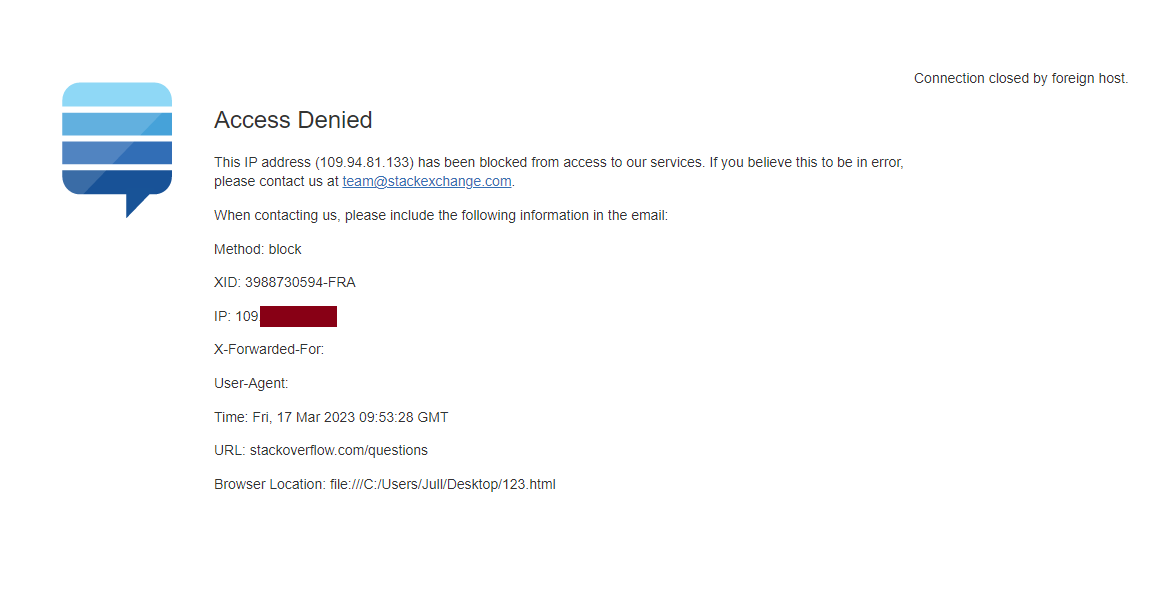 Connection closed by foreign host.
Access Denied
This IP address (109.94.81.133) has been blocked from access to our services. If you believe this to be in error,
please contact us at team@stackexchange.com.
When contacting us, please include the following information in the email:
Method: block
XID: 3988730594-FRA
IP: 109
X-Forwarded-For:
User-Agent:
Time: Fri, 17 Mar 2023 09:53:28 GMT
URL: stackoverflow.com/questions
Browser Location: file:///C:/Users/Jull/Desktop/123.html